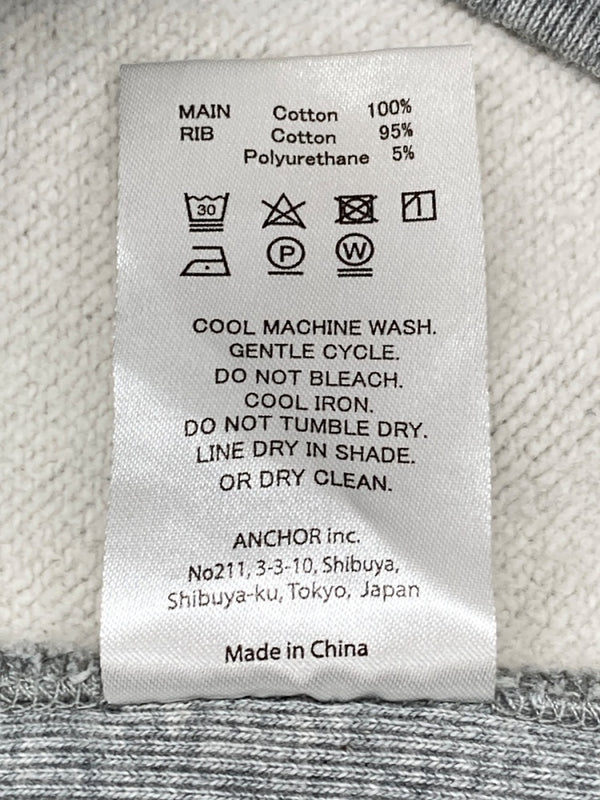 MAIN Cotton 100%
RIB Cotton 95%
Polyurethane 5%
30
P W
COOL MACHINE WASH.
GENTLE CYCLE.
DO NOT BLEACH.
COOL IRON.
DO NOT TUMBLE DRY.
LINE DRY IN SHADE.
OR DRY CLEAN.
ANCHOR inc.
No211, 3-3-10, Shibuya,
Shibuya-ku, Tokyo, Japan
Made in China